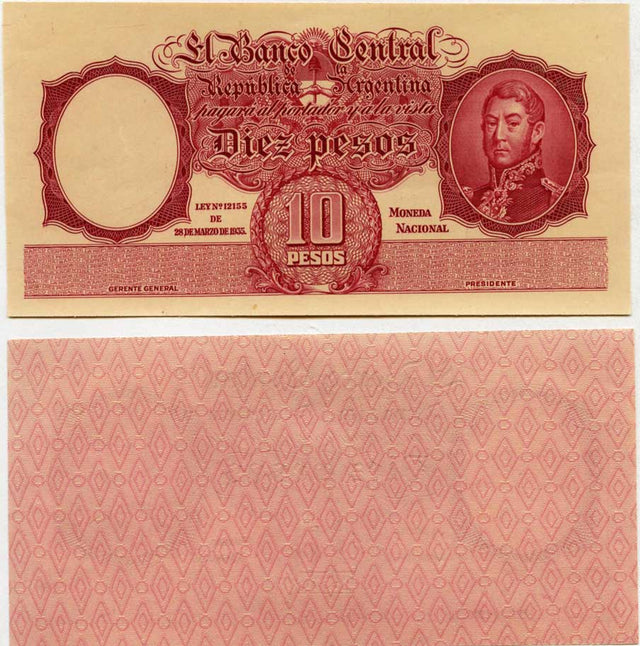 El Banco Central
de la
República Argentina
pagará al portador y a la vista
Diez pesos
LEY Nº 12155
DE
28 DE MARZO DE 1935.
10
PESOS
MONEDA
NACIONAL
GERENTE GENERAL
PRESIDENTE